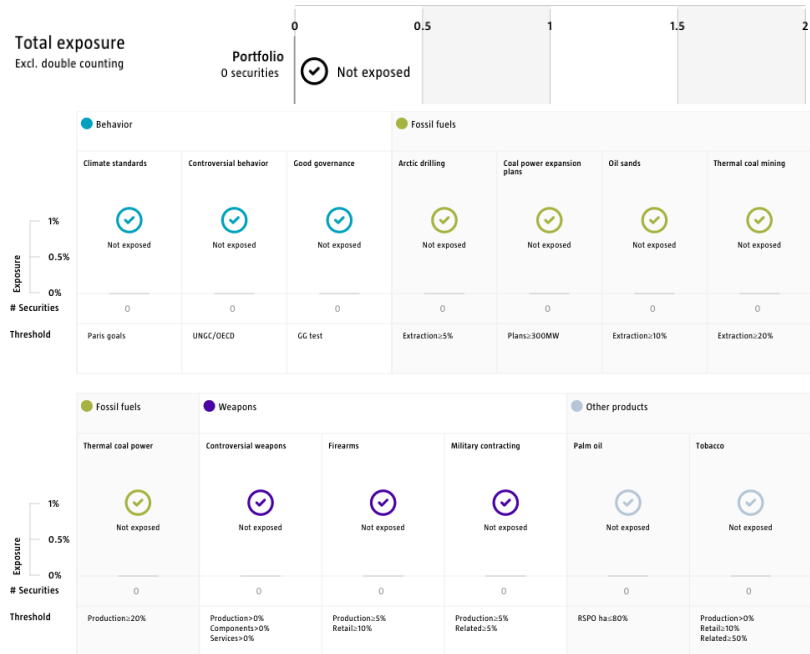 Total exposure
Excl. double counting
0 0.5 1 1.5 2
Portfolio
0 securities
Not exposed
Behavior
Fossil fuels
Climate standards
Controversial behavior
Good governance
Arctic drilling
Coal power expansion
plans
Oil sands
Thermal coal mining
Exposure
1%
0.5%
0%
Not exposed Not exposed Not exposed Not exposed Not exposed Not exposed Not exposed
# Securities 0 0 0 0 0 0 0
Threshold Paris goals UNGC/OECD GG test Extraction≥5% Plans≥300MW Extraction≥10% Extraction≥20%
Fossil fuels
Weapons
Other products
Thermal coal power
Controversial weapons
Firearms
Military contracting
Palm oil
Tobacco
Exposure
1%
0.5%
0%
Not exposed Not exposed Not exposed Not exposed Not exposed Not exposed
# Securities 0 0 0 0 0 0
Threshold
Production≥20%
Production>0%
Components>0%
Services>0%
Production≥5%
Retail≥10%
Production≥5%
Related≥5%
RSPO ha≤80%
Production>0%
Retail≥10%
Related≥50%